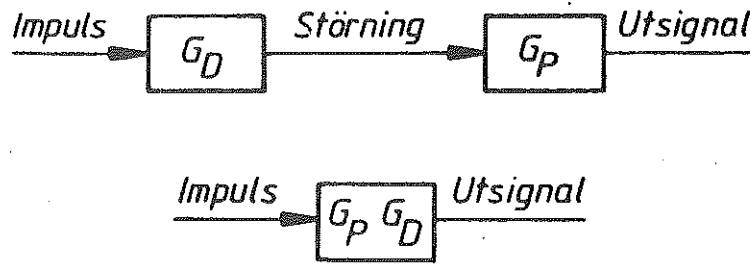 Impuls Störning Utsignal
G_D G_P
Impuls Utsignal
G_P G_D